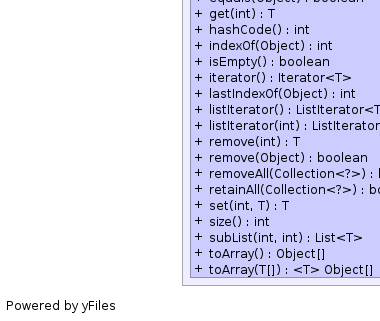 + equals(Object) : boolean
+ get(int) : T
+ hashCode() : int
+ indexOf(Object) : int
+ isEmpty() : boolean
+ iterator() : Iterator<T>
+ lastIndexOf(Object) : int
+ listIterator() : ListIterator<T
+ listIterator(int) : ListIterator
+ remove(int) : T
+ remove(Object) : boolean
+ removeAll(Collection<?>) :
+ retainAll(Collection<?>) : bo
+ set(int, T) : T
+ size() : int
+ subList(int, int) : List<T>
+ toArray() : Object[]
+ toArray(T[]) : <T> Object[]
Powered by yFiles